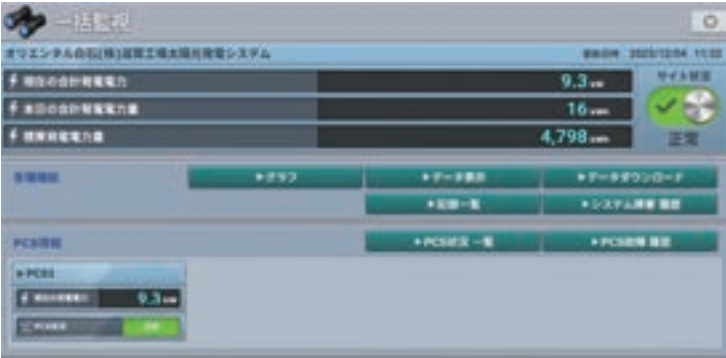 一括監視
オリエンタル白石(株)滋賀工場太陽光発電システム
2023/12/04 11:32
現在の合計発電電力 9.3 kW
サイト状況
本日の合計発電電力量 16 kWh
積算発電電力量 4,798 kWh
正常
各種機能
グラフ
データ表示
データダウンロード
記録一覧
システム障害 履歴
PCS情報
PCS状況 一覧
PCS故障 履歴
9.3 kW